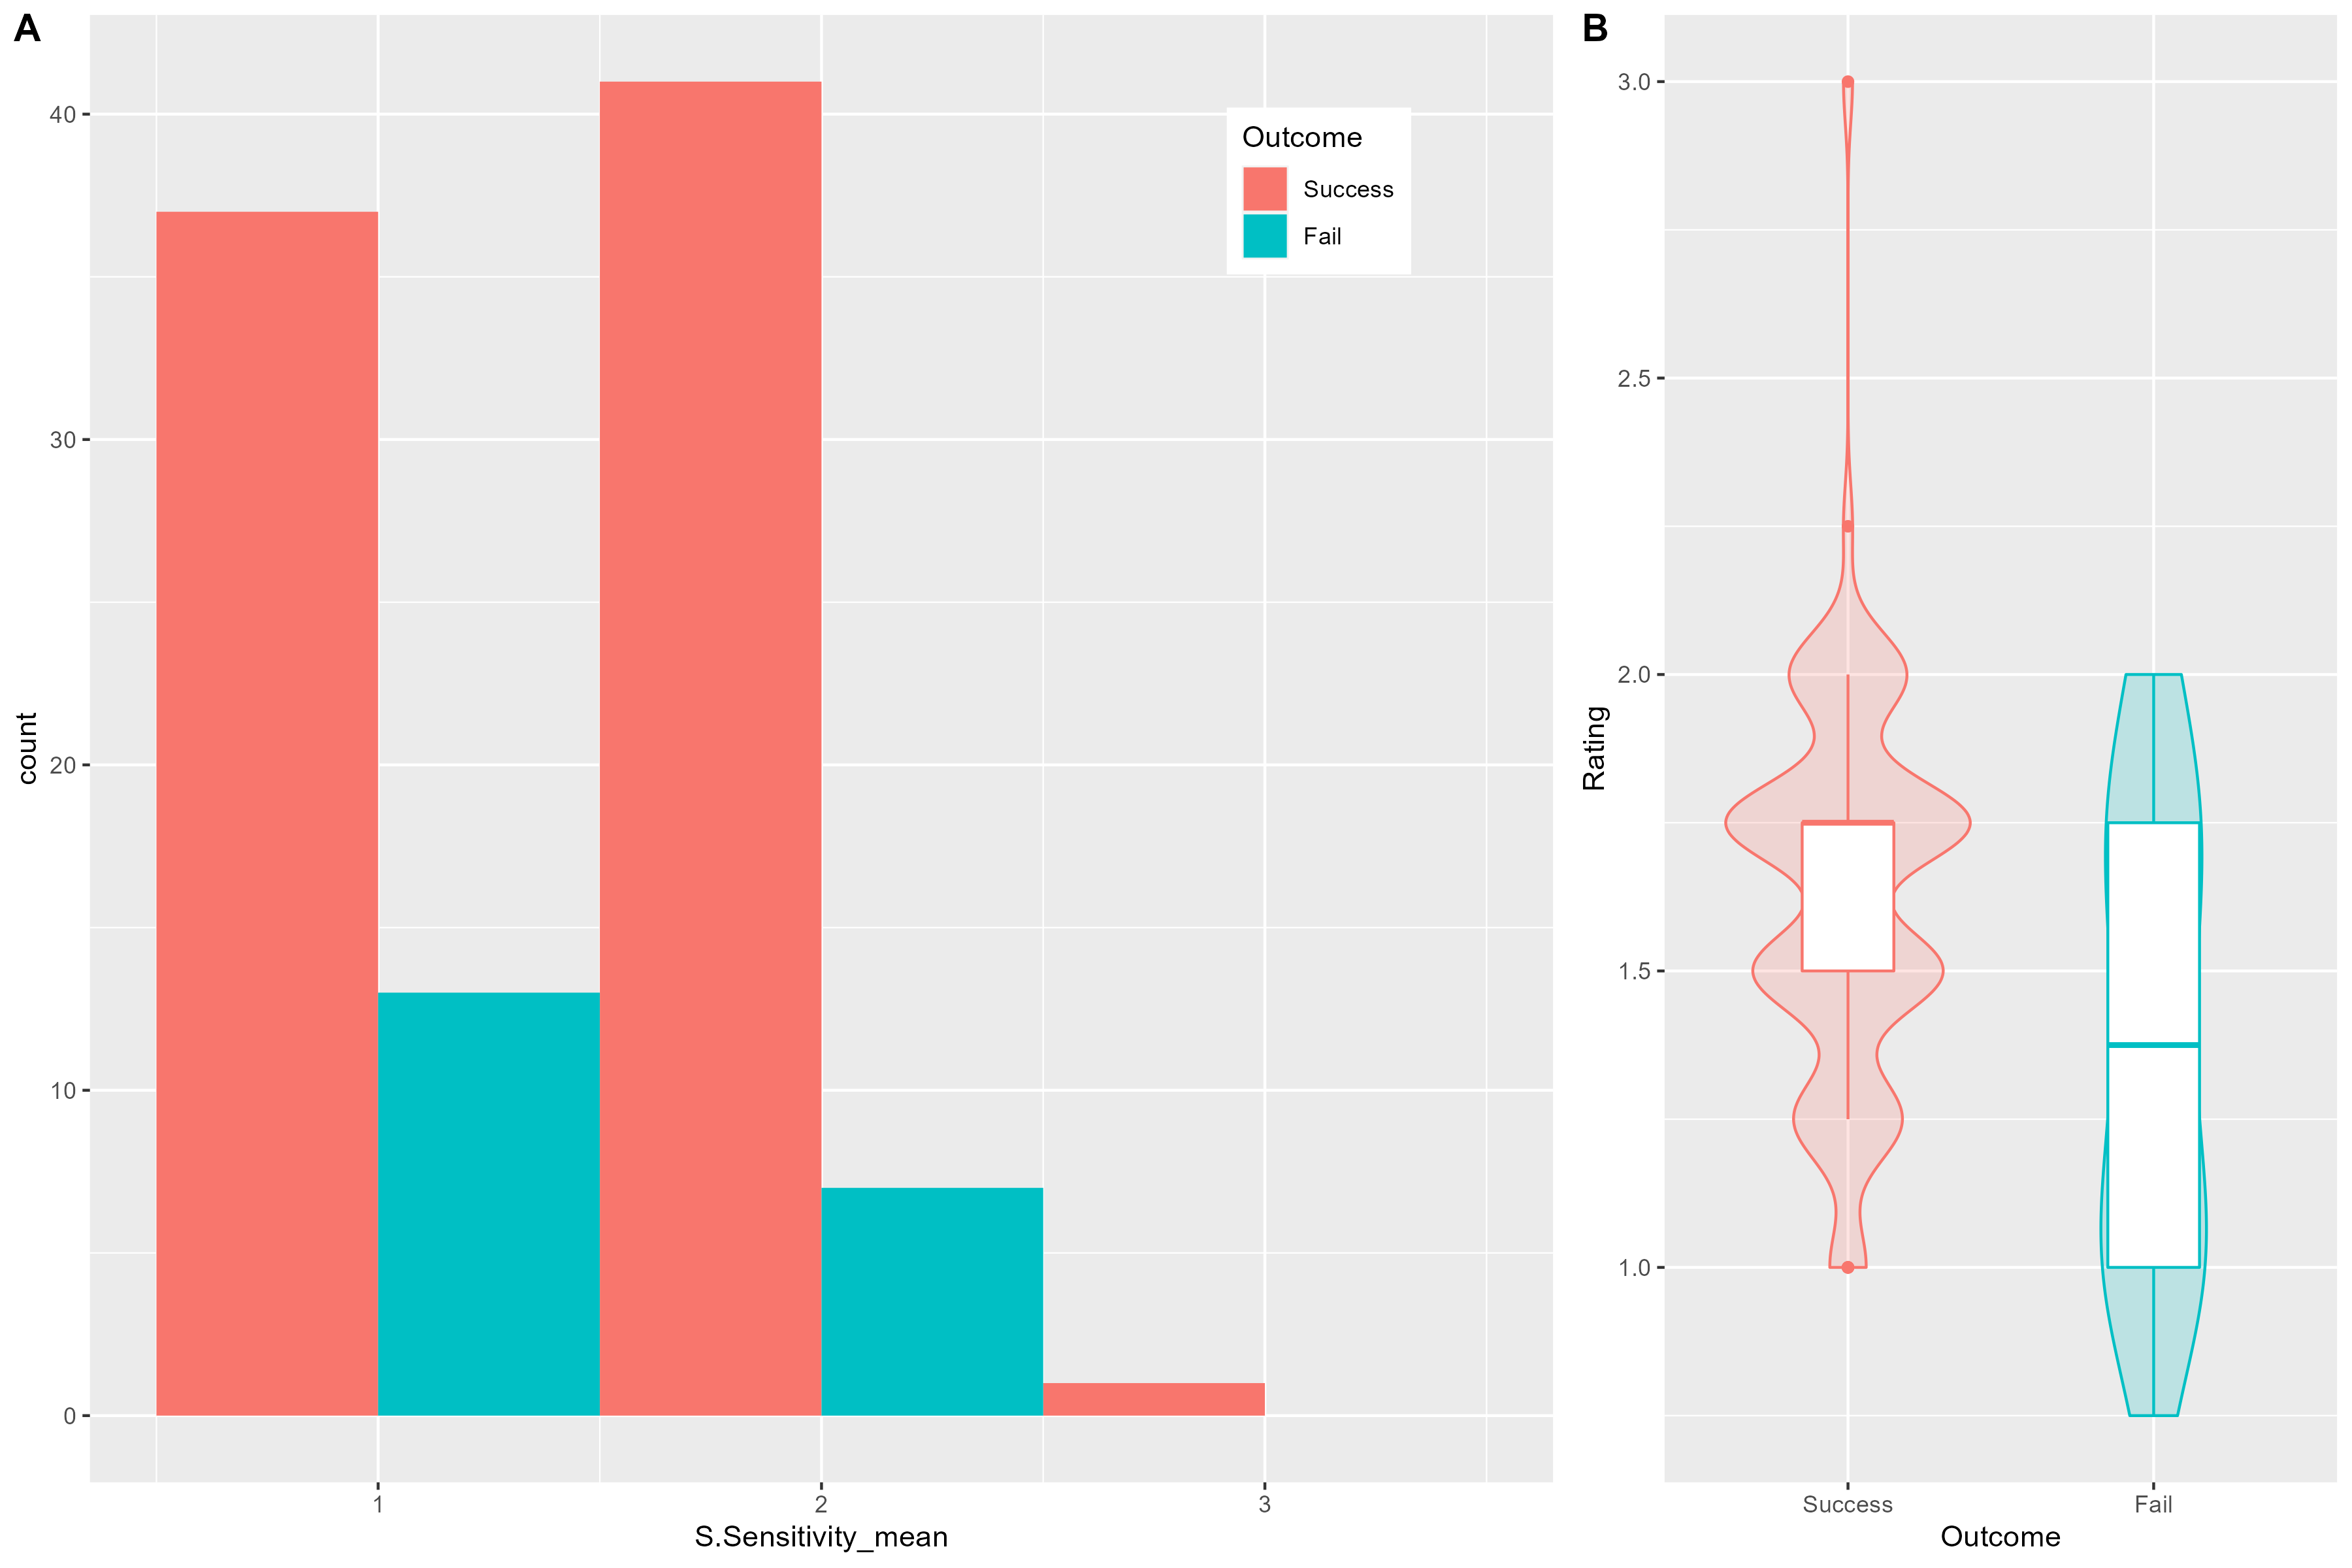 A
40
30
20
10
0
count
1 2 3
S.Sensitivity_mean
Outcome
Success
Fail
B
3.0
2.5
2.0
1.5
1.0
Rating
Success Fail
Outcome